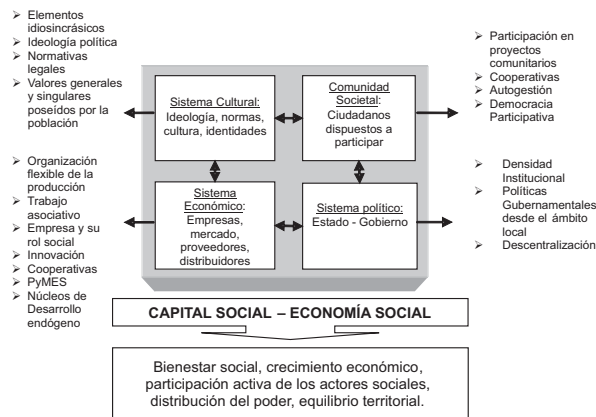 ➢ Elementos
idiosincrásicos
➢ Ideología política
➢ Normativas
legales
➢ Valores generales
y singulares
poseídos por la
población
➢ Organización
flexible de la
producción
➢ Trabajo
asociativo
➢ Empresa y su
rol social
➢ Innovación
➢ Cooperativas
➢ PyMES
➢ Núcleos de
Desarrollo
endógeno
Sistema Cultural:
Ideología, normas,
cultura, identidades
Comunidad
Societal:
Ciudadanos
dispuestos a
participar
Sistema
Económico:
Empresas,
mercado,
proveedores,
distribuidores
Sistema político:
Estado - Gobierno
➢ Participación en
proyectos
comunitarios
➢ Cooperativas
➢ Autogestión
➢ Democracia
Participativa
➢ Densidad
Institucional
➢ Políticas
Gubernamentales
desde el ámbito
local
➢ Descentralización
CAPITAL SOCIAL – ECONOMÍA SOCIAL
Bienestar social, crecimiento económico,
participación activa de los actores sociales,
distribución del poder, equilibrio territorial.